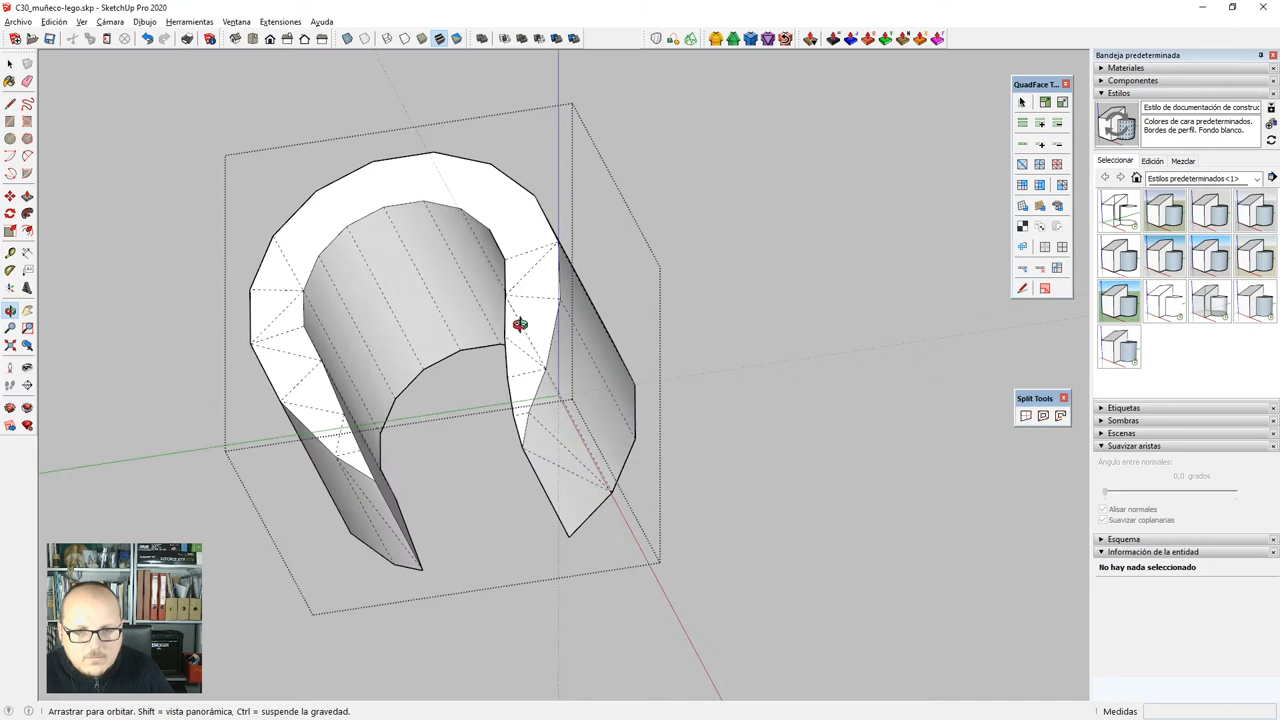 C30_muñeco-lego.skp - SketchUp Pro 2020
Archivo Edición Ver Cámara Dibujo Herramientas Ventana Extensiones Ayuda
Bandeja predeterminada
Materiales
Componentes
Estilos
Estilo de documentación de construc
Colores de cara predeterminados.
Bordes de perfil. Fondo blanco.
Seleccionar Edición Mezclar
Estilos predeterminados<1>
QuadFace T...
Split Tools
Etiquetas
Sombras
Escenas
Suavizar aristas
Ángulo entre normales: 0,0 grados
Alisar normales
Suavizar coplanarias
Esquema
Información de la entidad
No hay nada seleccionado
Arrastrar para orbitar. Shift = vista panorámica, Ctrl = suspende la gravedad.
Medidas